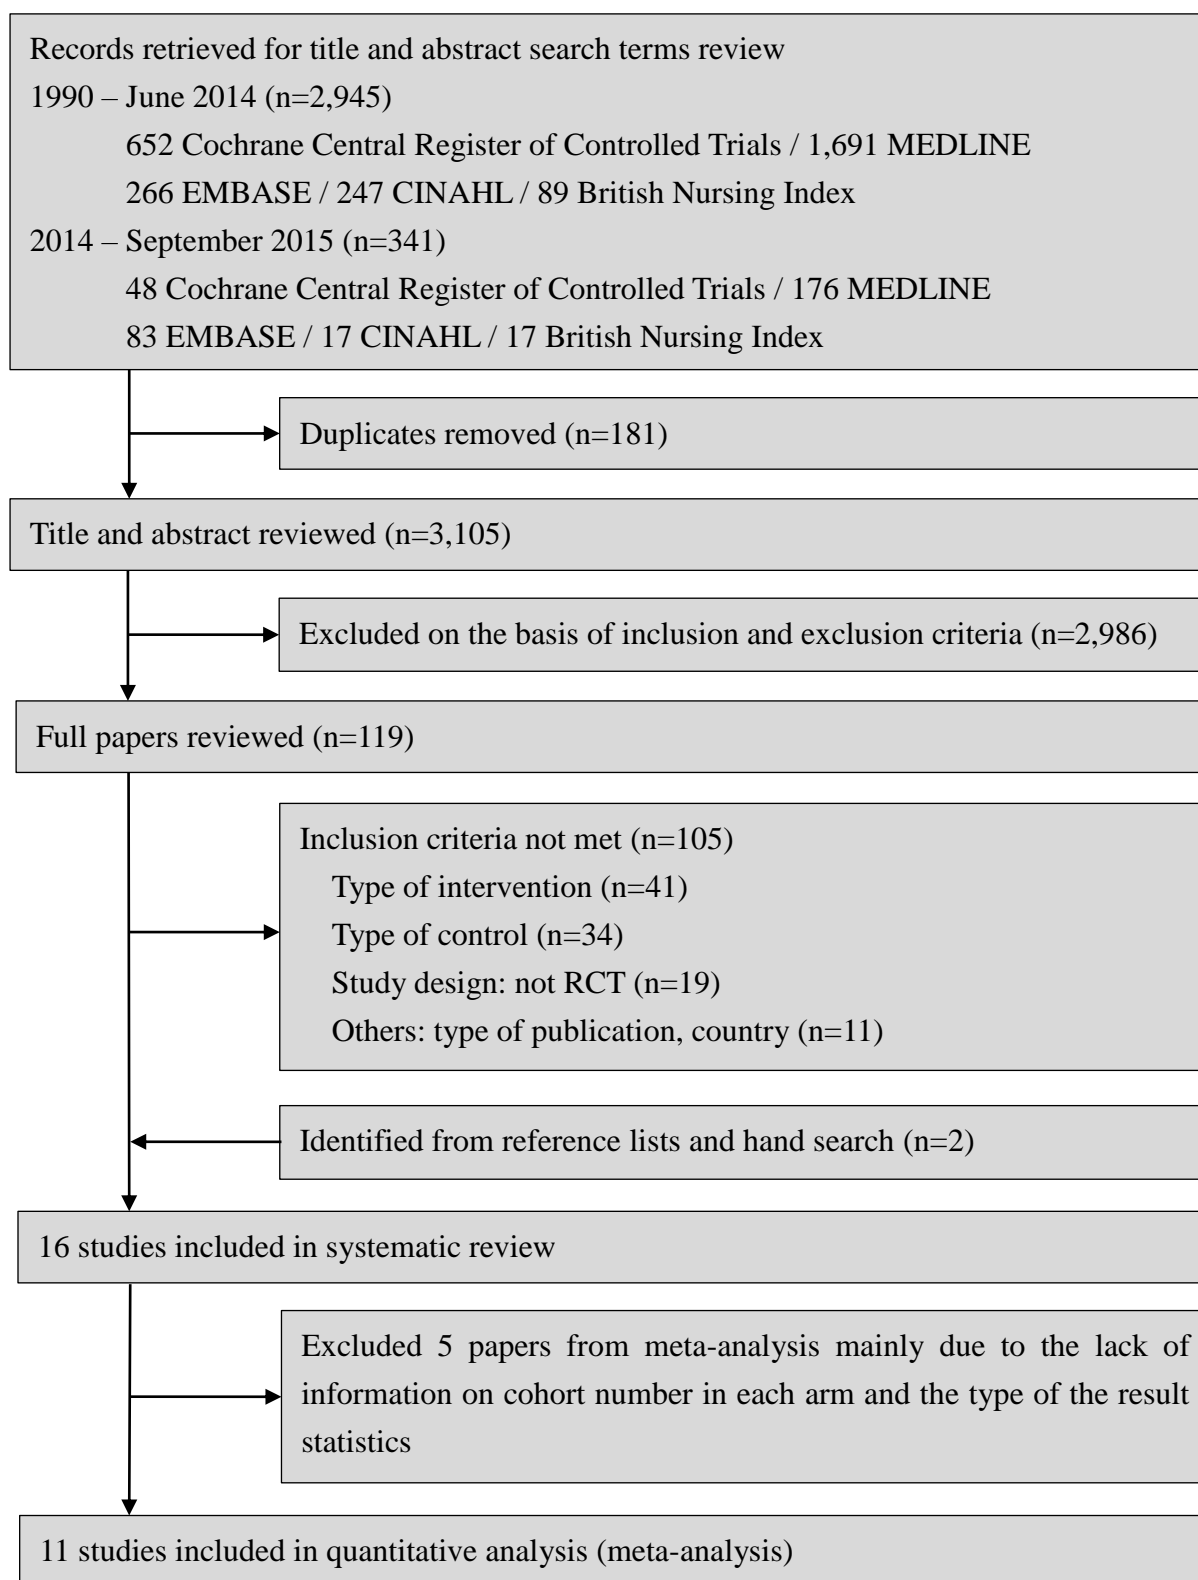 Records retrieved for title and abstract search terms review
1990 – June 2014 (n=2,945)
652 Cochrane Central Register of Controlled Trials / 1,691 MEDLINE
266 EMBASE / 247 CINAHL / 89 British Nursing Index
2014 – September 2015 (n=341)
48 Cochrane Central Register of Controlled Trials / 176 MEDLINE
83 EMBASE / 17 CINAHL / 17 British Nursing Index
Duplicates removed (n=181)
Title and abstract reviewed (n=3,105)
Excluded on the basis of inclusion and exclusion criteria (n=2,986)
Full papers reviewed (n=119)
Inclusion criteria not met (n=105)
Type of intervention (n=41)
Type of control (n=34)
Study design: not RCT (n=19)
Others: type of publication, country (n=11)
Identified from reference lists and hand search (n=2)
16 studies included in systematic review
Excluded 5 papers from meta-analysis mainly due to the lack of
information on cohort number in each arm and the type of the result
statistics
11 studies included in quantitative analysis (meta-analysis)